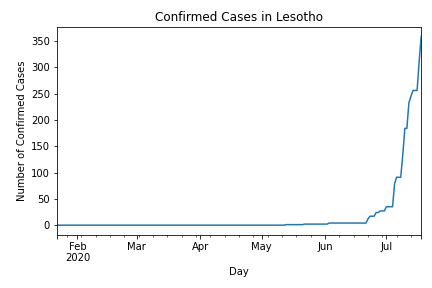 Confirmed Cases in Lesotho
Number of Confirmed Cases
350
300
250
200
150
100
50
0
Feb Mar Apr May Jun Jul
2020
Day